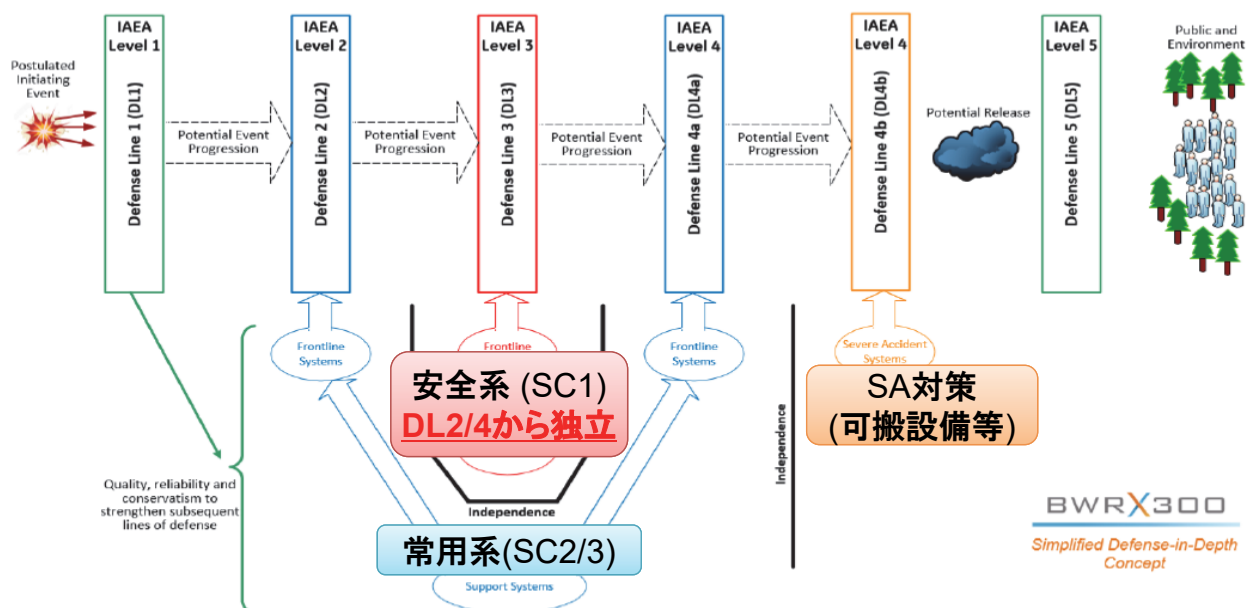 IAEA
Level 1
IAEA
Level 2
IAEA
Level 3
IAEA
Level 4
IAEA
Level 4
IAEA
Level 5
Public and
Environment
Postulated
Initiating
Event
Defense Line 1 (DL1)
Potential Event
Progression
Defense Line 2 (DL2)
Potential Event
Progression
Defense Line 3 (DL3)
Potential Event
Progression
Defense Line 4a (DL4a)
Potential Event
Progression
Defense Line 4b (DL4b)
Potential Release
Defense Line 5 (DL5)
Frontline
Systems
Frontline
Frontline
Systems
Severe Accident
Systems
安全系 (SC1)
DL2/4から独立
SA対策
(可搬設備等)
Independence
Quality, reliability and
conservatism to
strengthen subsequent
lines of defense
Independence
常用系(SC2/3)
Support Systems
BWRX300
Simplified Defense-in-Depth
Concept